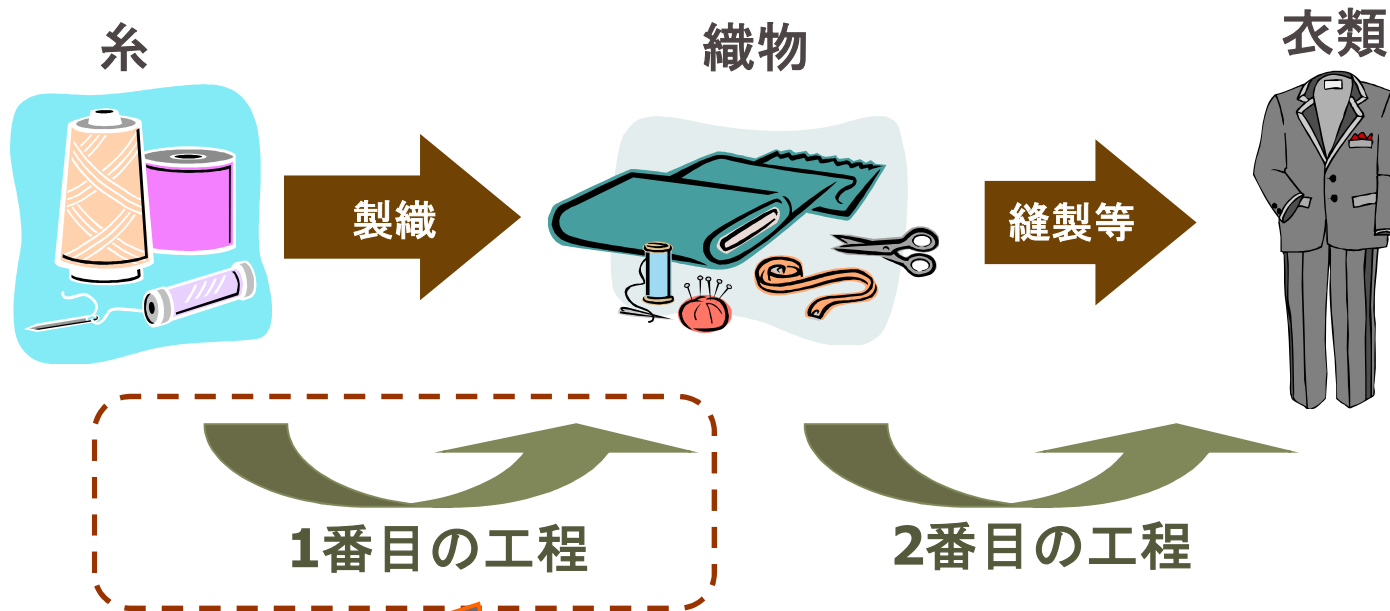 糸
織物
衣類
製織
縫製等
1番目の工程
2番目の工程